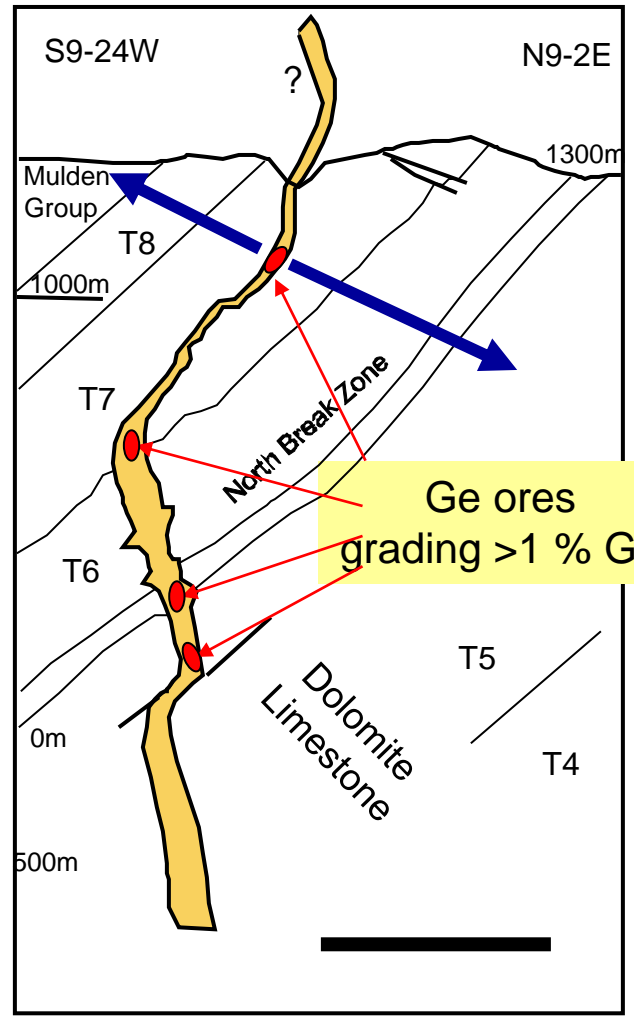 S9-24W
N9-2E
?
1300m
Mulden
Group
T8
1000m
T7
North Break Zone
Ge ores
grading >1 % G
T6
T5
Dolomite
Limestone
0m
T4
500m